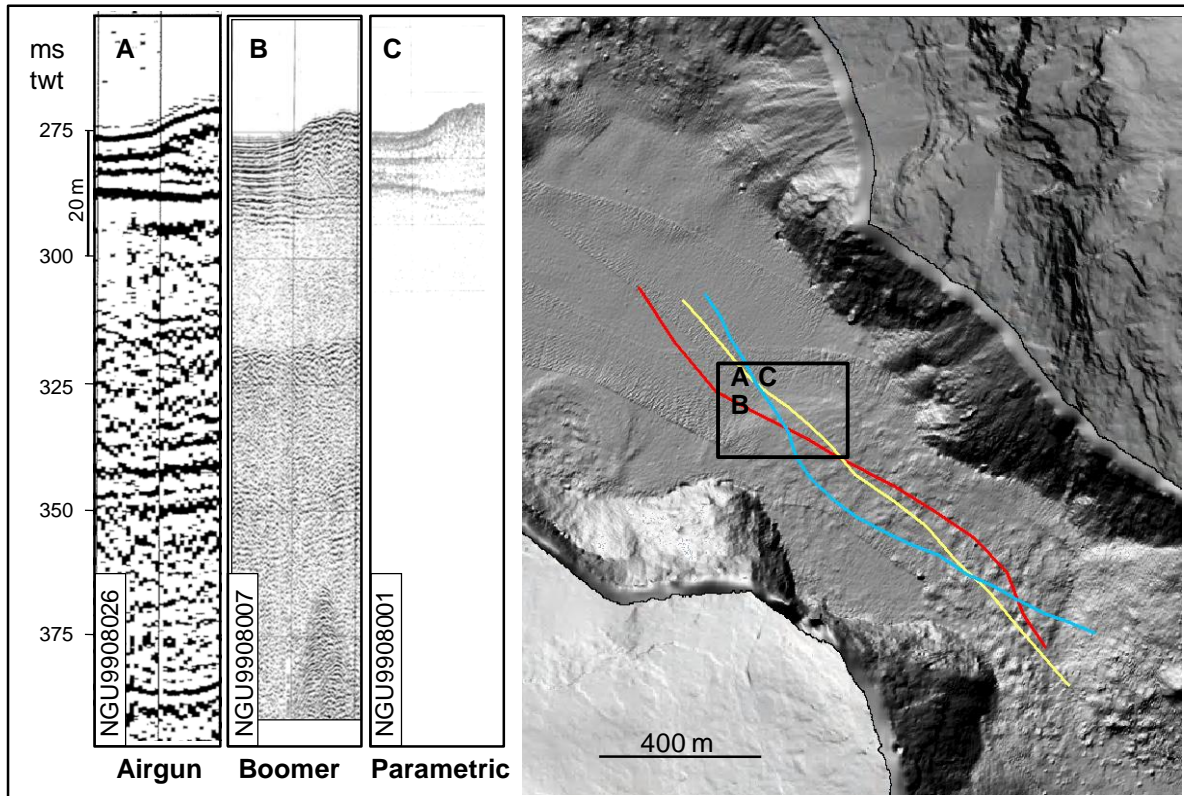 ms
twt
275
20 m
300
325
350
375
A
NGU9908026
Airgun
B
NGU9908007
Boomer
C
NGU9908001
Parametric
A C
B
400 m